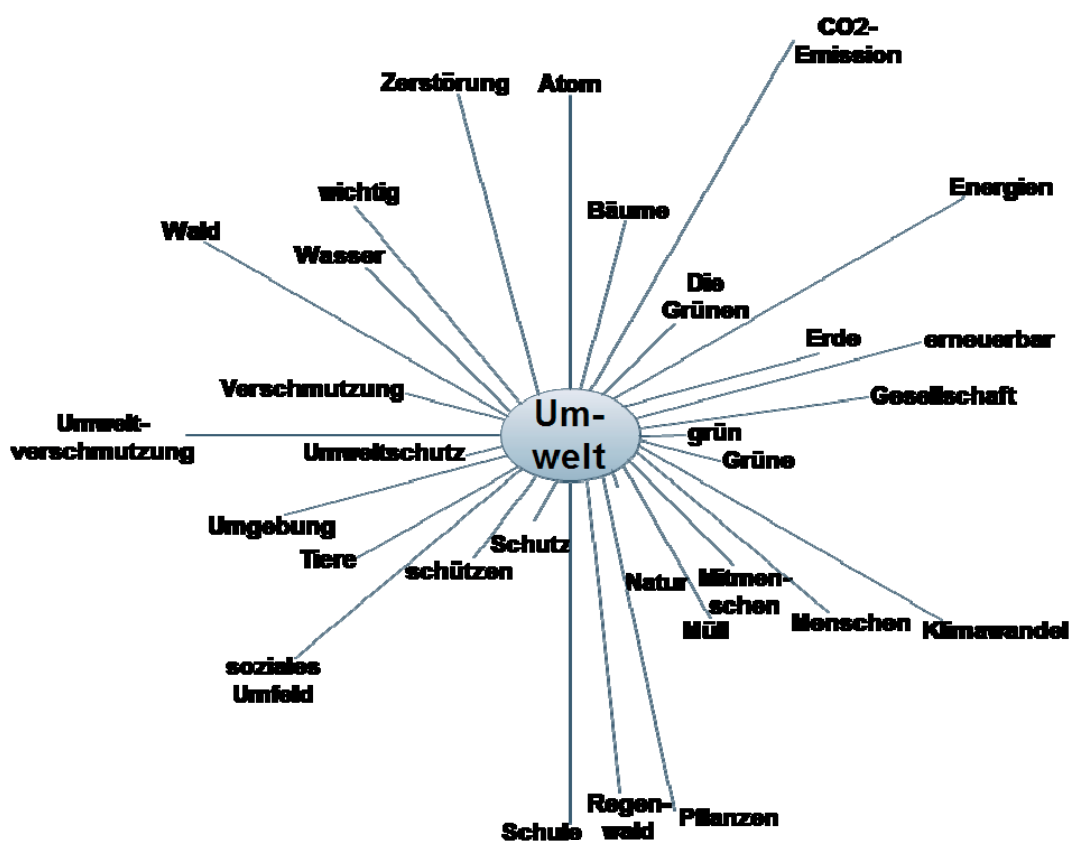 CO2-
Emission
Zerstörung
Atom
wichtig
Bäume
Energien
Wald
Wasser
Die
Grünen
Erde
erneuerbar
Verschmutzung
Gesellschaft
Um-
welt
Umwelt-
verschmutzung
Umweltschutz
grün
Grüne
Umgebung
Tiere
schützen
Schutz
Natur
Mitmen-
schen
Müll
Menschen
Klimawandel
soziales
Umfeld
Schule
Regen-
wald
Pflanzen